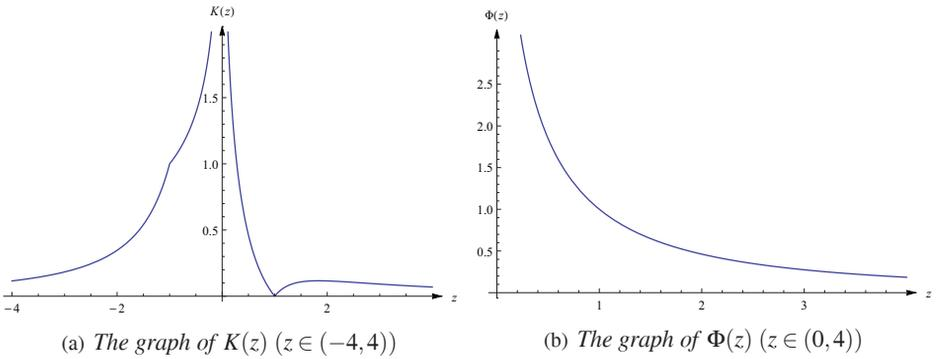 K(z)
1.5
1.0
0.5
−4
−2
2
z
(a) The graph of K(z) (z ∈ (−4,4))
Φ(z)
2.5
2.0
1.5
1.0
0.5
1
2
3
z
(b) The graph of Φ(z) (z ∈ (0,4))